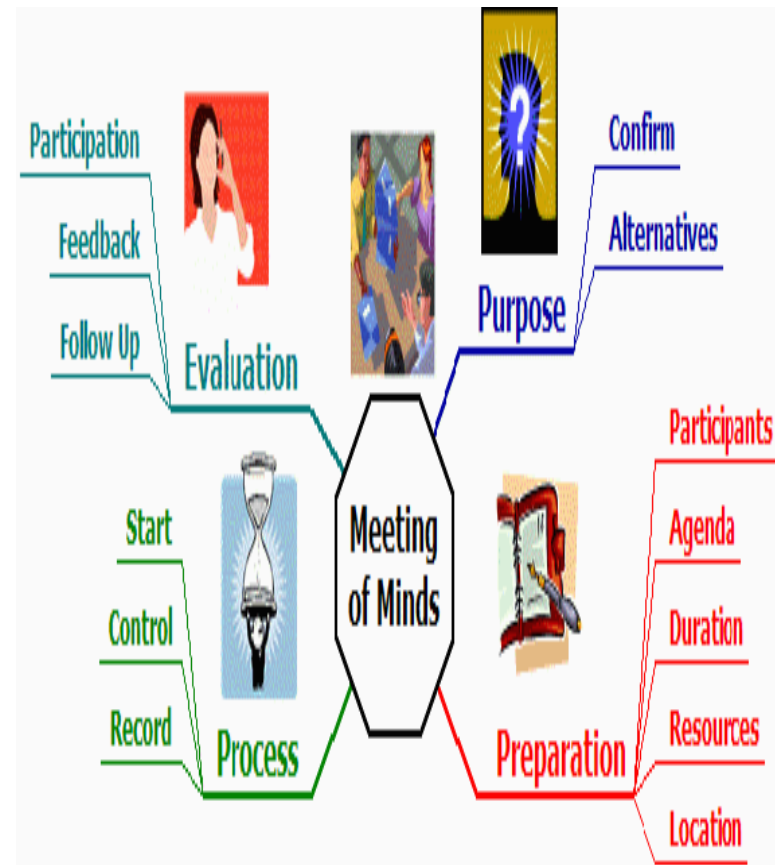 Meeting
of Minds
Purpose
Confirm
Alternatives
Preparation
Participants
Agenda
Duration
Resources
Location
Process
Start
Control
Record
Evaluation
Participation
Feedback
Follow Up
?